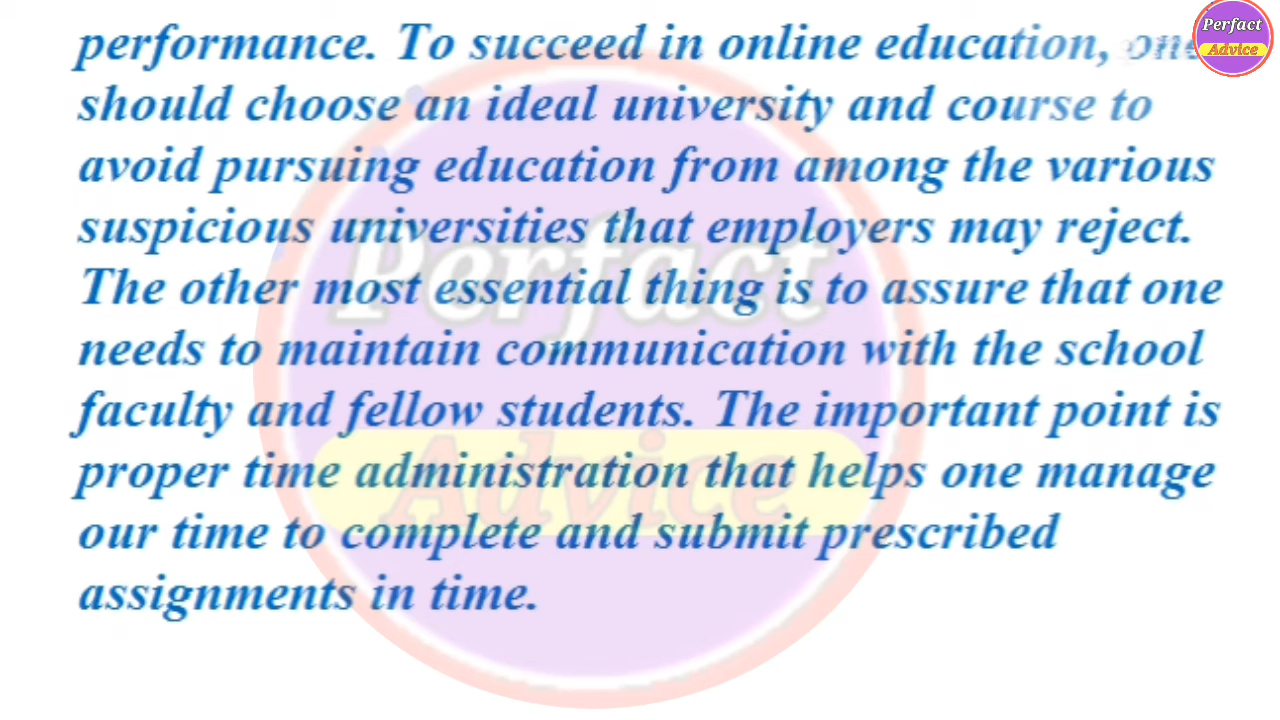 performance. To succeed in online education, one
should choose an ideal university and course to
avoid pursuing education from among the various
suspicious universities that employers may reject.
The other most essential thing is to assure that one
needs to maintain communication with the school
faculty and fellow students. The important point is
proper time administration that helps one manage
our time to complete and submit prescribed
assignments in time.
Perfact
Advice
Perfact
Advice